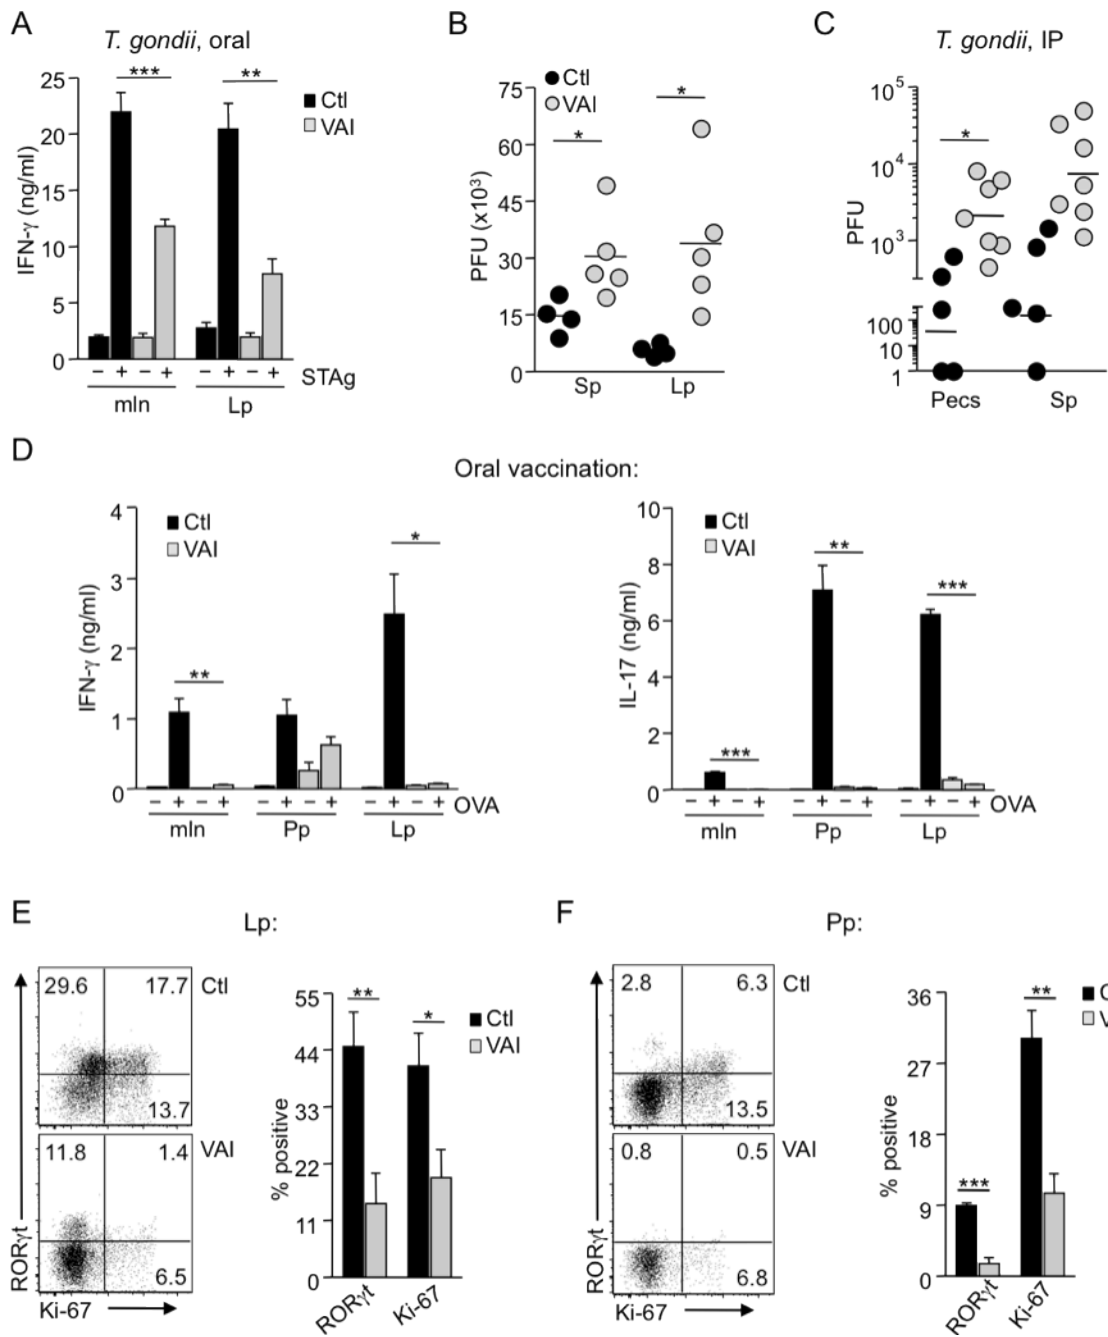 A
T. gondii, oral
IFN-γ (ng/ml)
25
20
15
10
5
0
***
**
Ctl
VAI
− + − + − + − + STAg
mln Lp
B
Ctl
VAI
PFU (x10³)
75
60
45
30
15
0
*
*
Sp Lp
C
T. gondii, IP
PFU
10⁵
10⁴
10³
100
10
1
*
Pecs Sp
D
Oral vaccination:
IFN-γ (ng/ml)
4
3
2
1
0
Ctl
VAI
**
*
− + − + − + − + − + − + OVA
mln Pp Lp
IL-17 (ng/ml)
10
8
6
4
2
0
Ctl
VAI
***
**
***
− + − + − + − + − + − + OVA
mln Pp Lp
E
Lp:
29.6 17.7 Ctl
13.7
11.8 1.4 VAI
6.5
RORγt
Ki-67
% positive
55
44
33
22
11
0
**
*
Ctl
VAI
RORγt Ki-67
F
Pp:
2.8 6.3 Ctl
13.5
0.8 0.5 VAI
6.8
RORγt
Ki-67
% positive
36
27
18
9
0
***
**
C
V
RORγt Ki-67